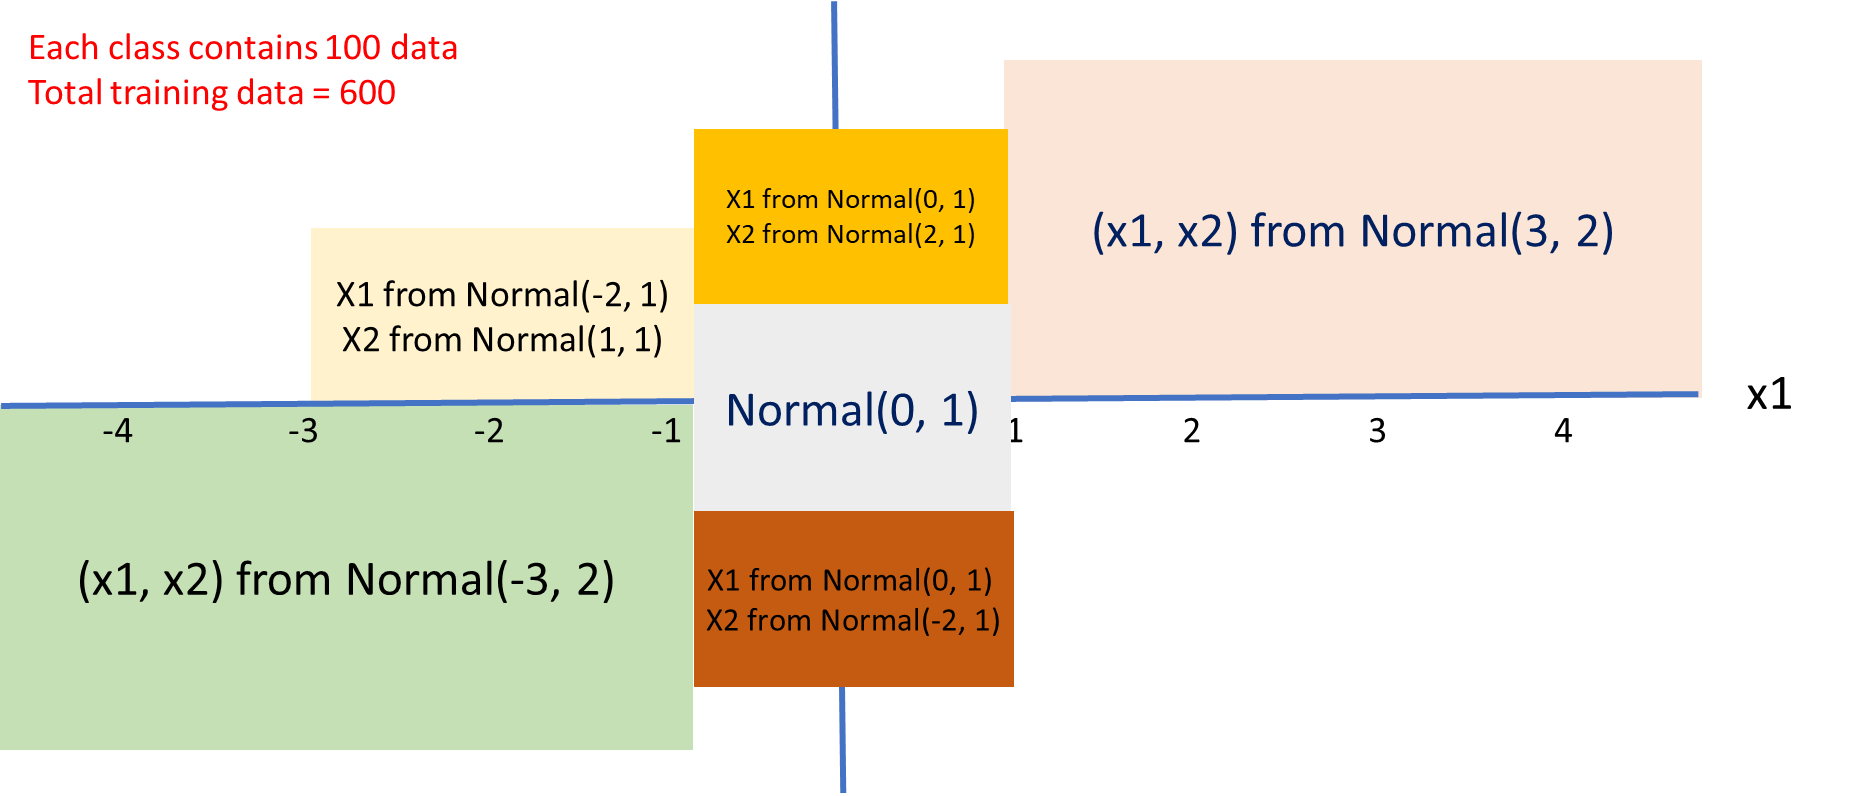 Each class contains 100 data
Total training data = 600
X1 from Normal(0, 1)
X2 from Normal(2, 1)
(x1, x2) from Normal(3, 2)
X1 from Normal(-2, 1)
X2 from Normal(1, 1)
Normal(0, 1)
x1
-4 -3 -2 -1 1 2 3 4
(x1, x2) from Normal(-3, 2)
X1 from Normal(0, 1)
X2 from Normal(-2, 1)